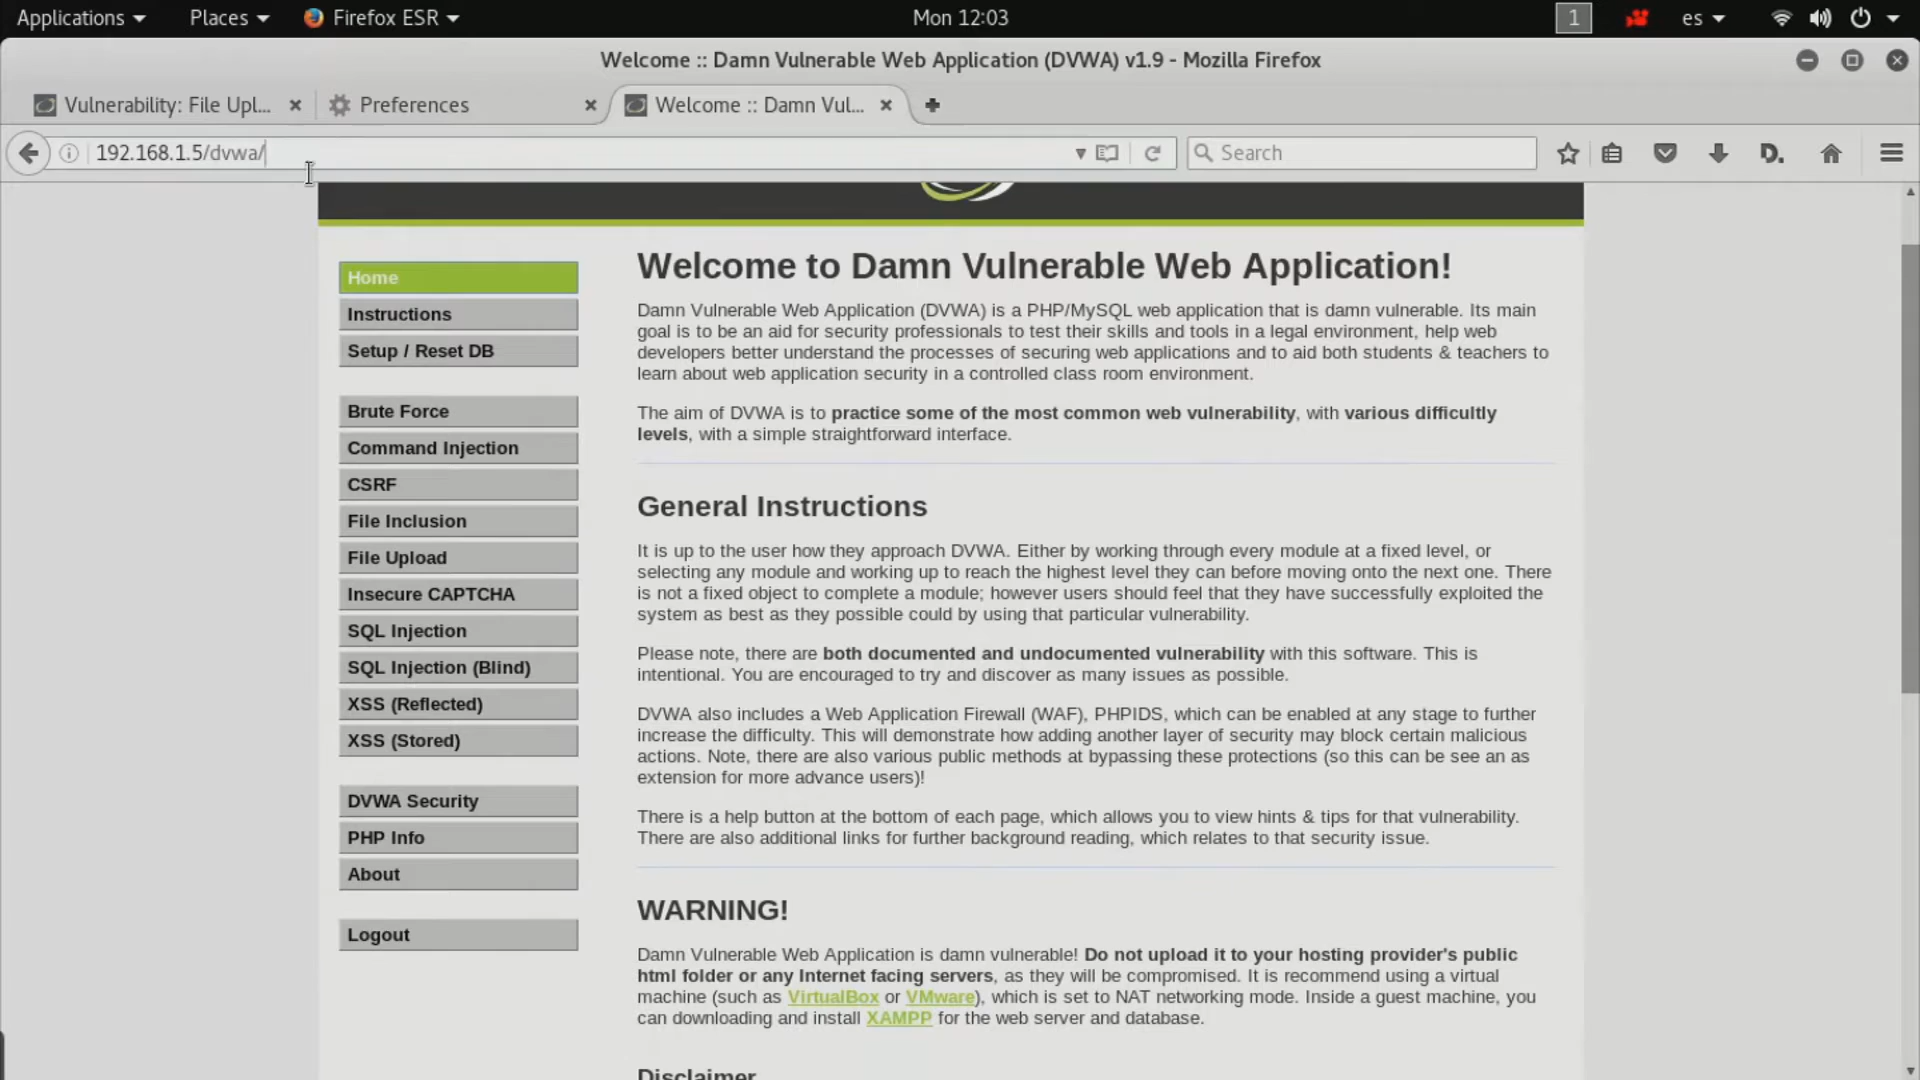 Applications Places Firefox ESR Mon 12:03 1 es
Welcome :: Damn Vulnerable Web Application (DVWA) v1.9 - Mozilla Firefox
Vulnerability: File Upl... Preferences Welcome :: Damn Vul...
192.168.1.5/dvwa/ Search D.
Home
Instructions
Setup / Reset DB
Brute Force
Command Injection
CSRF
File Inclusion
File Upload
Insecure CAPTCHA
SQL Injection
SQL Injection (Blind)
XSS (Reflected)
XSS (Stored)
DVWA Security
PHP Info
About
Logout
Welcome to Damn Vulnerable Web Application!
Damn Vulnerable Web Application (DVWA) is a PHP/MySQL web application that is damn vulnerable. Its main
goal is to be an aid for security professionals to test their skills and tools in a legal environment, help web
developers better understand the processes of securing web applications and to aid both students & teachers to
learn about web application security in a controlled class room environment.
The aim of DVWA is to practice some of the most common web vulnerability, with various difficultly
levels, with a simple straightforward interface.
General Instructions
It is up to the user how they approach DVWA. Either by working through every module at a fixed level, or
selecting any module and working up to reach the highest level they can before moving onto the next one. There
is not a fixed object to complete a module; however users should feel that they have successfully exploited the
system as best as they possible could by using that particular vulnerability.
Please note, there are both documented and undocumented vulnerability with this software. This is
intentional. You are encouraged to try and discover as many issues as possible.
DVWA also includes a Web Application Firewall (WAF), PHPIDS, which can be enabled at any stage to further
increase the difficulty. This will demonstrate how adding another layer of security may block certain malicious
actions. Note, there are also various public methods at bypassing these protections (so this can be see an as
extension for more advance users)!
There is a help button at the bottom of each page, which allows you to view hints & tips for that vulnerability.
There are also additional links for further background reading, which relates to that security issue.
WARNING!
Damn Vulnerable Web Application is damn vulnerable! Do not upload it to your hosting provider's public
html folder or any Internet facing servers, as they will be compromised. It is recommend using a virtual
machine (such as VirtualBox or VMware), which is set to NAT networking mode. Inside a guest machine, you
can downloading and install XAMPP for the web server and database.
Disclaimer